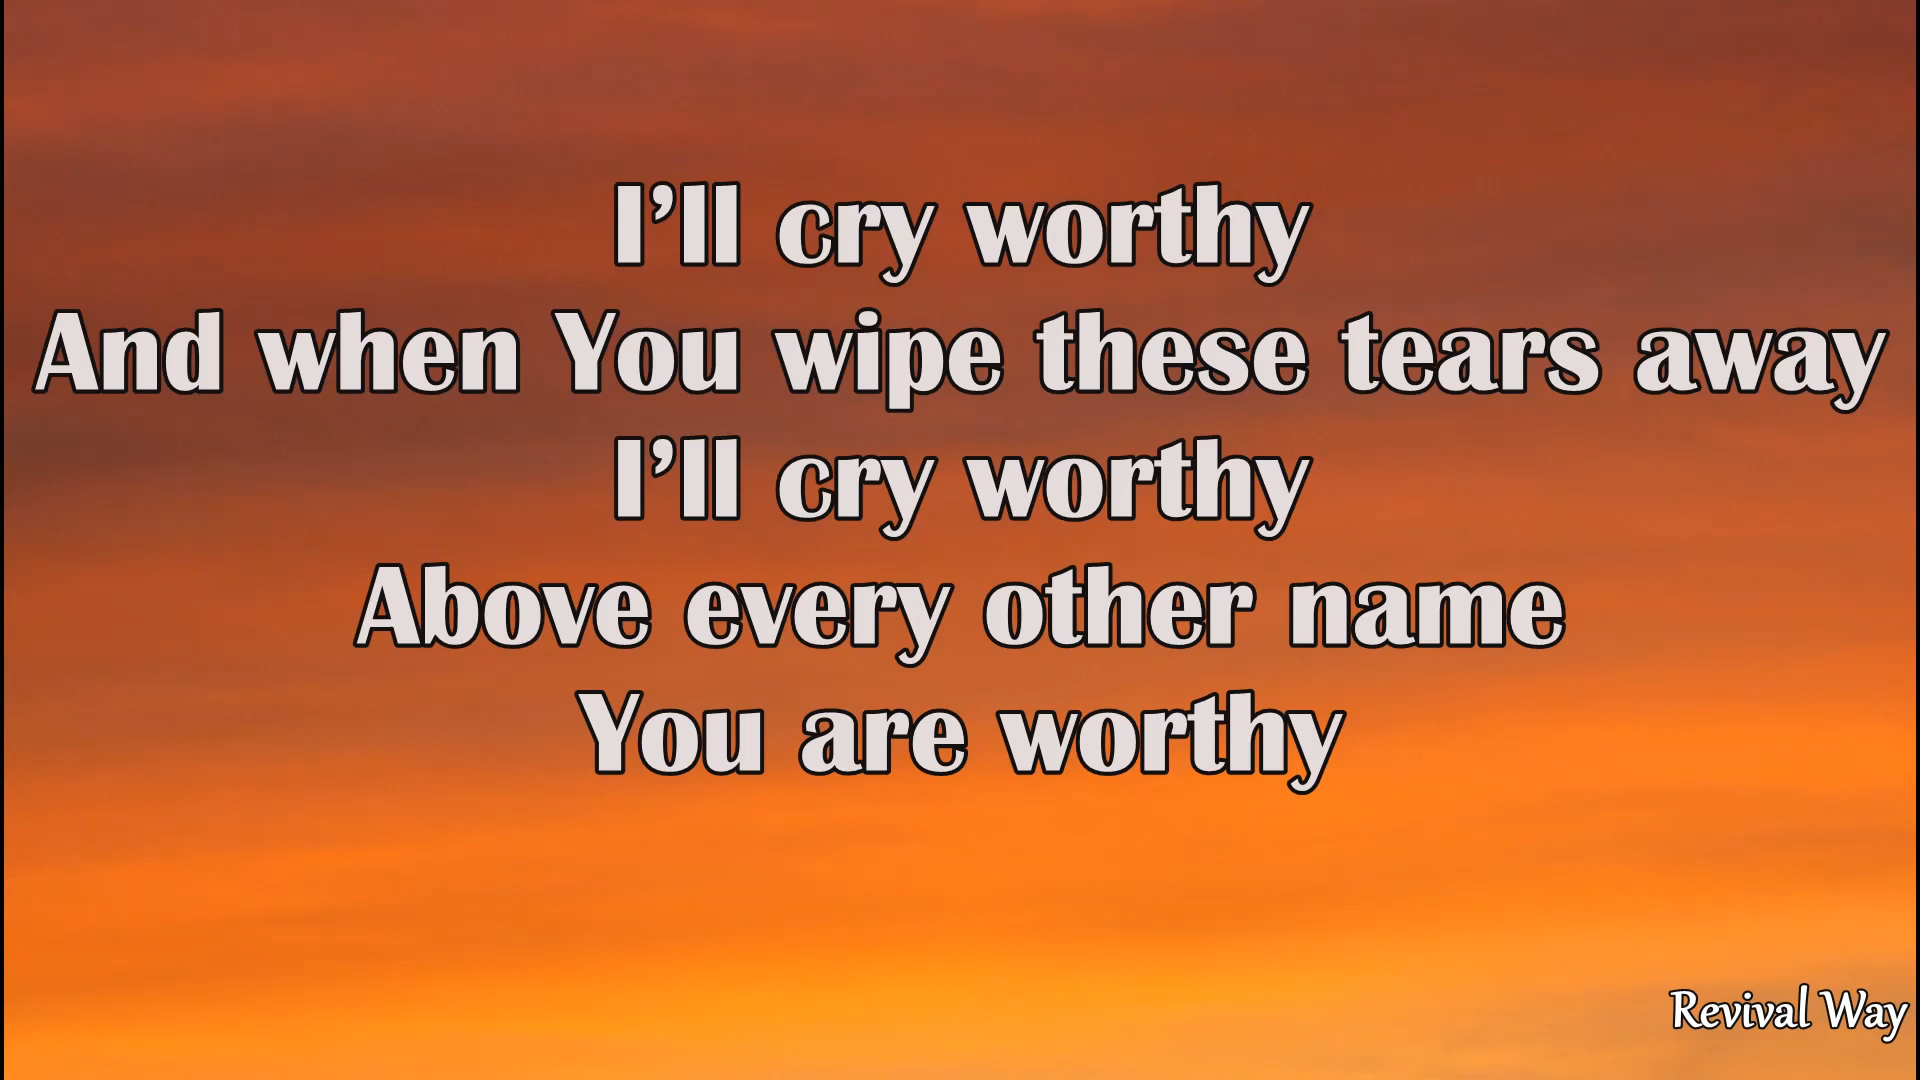 I’ll cry worthy
And when You wipe these tears away
I’ll cry worthy
Above every other name
You are worthy
Revival Way